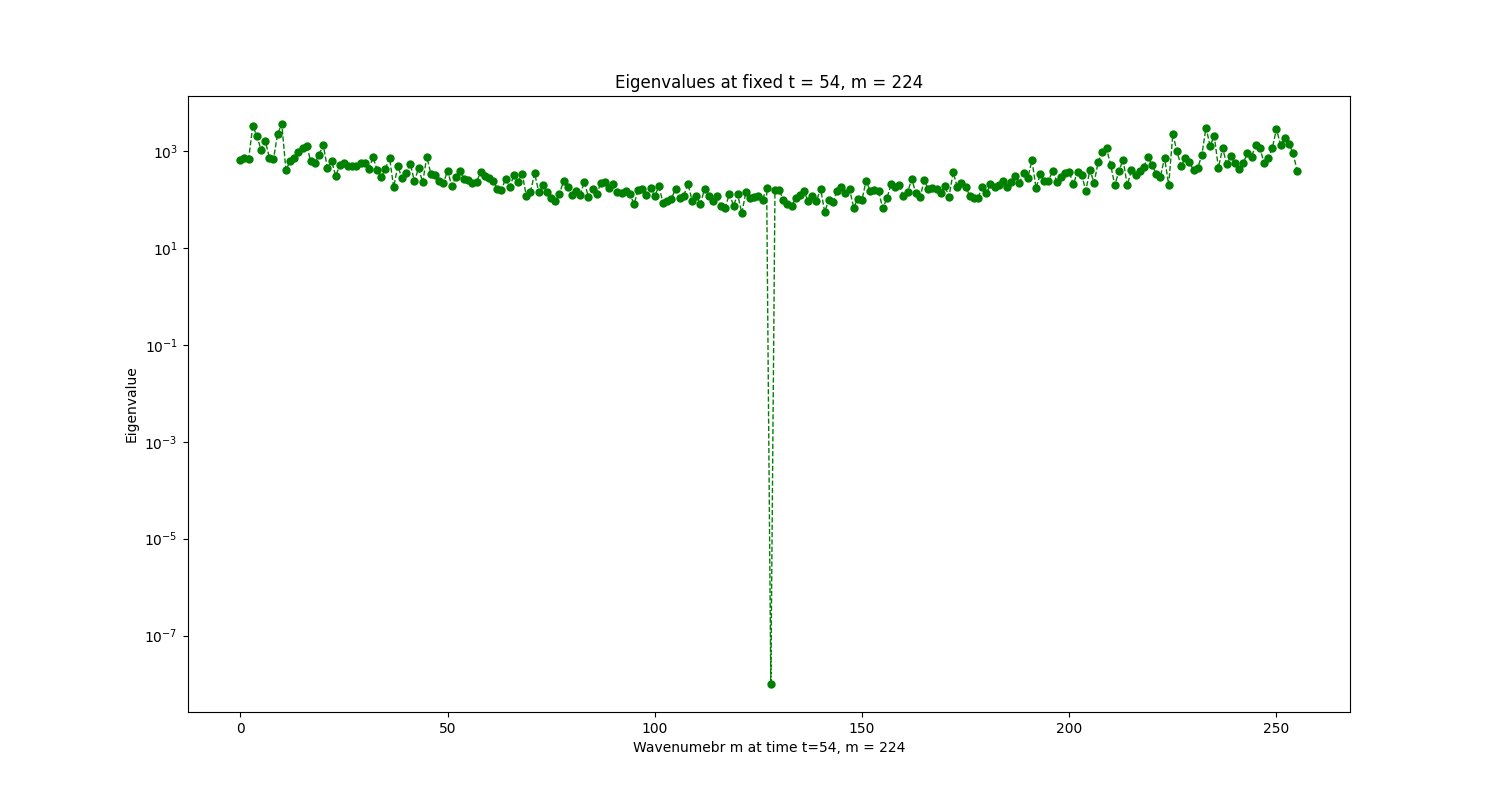 Eigenvalues at fixed t = 54, m = 224
Eigenvalue
10³
10¹
10⁻¹
10⁻³
10⁻⁵
10⁻⁷
0 50 100 150 200 250
Wavenumebr m at time t=54, m = 224